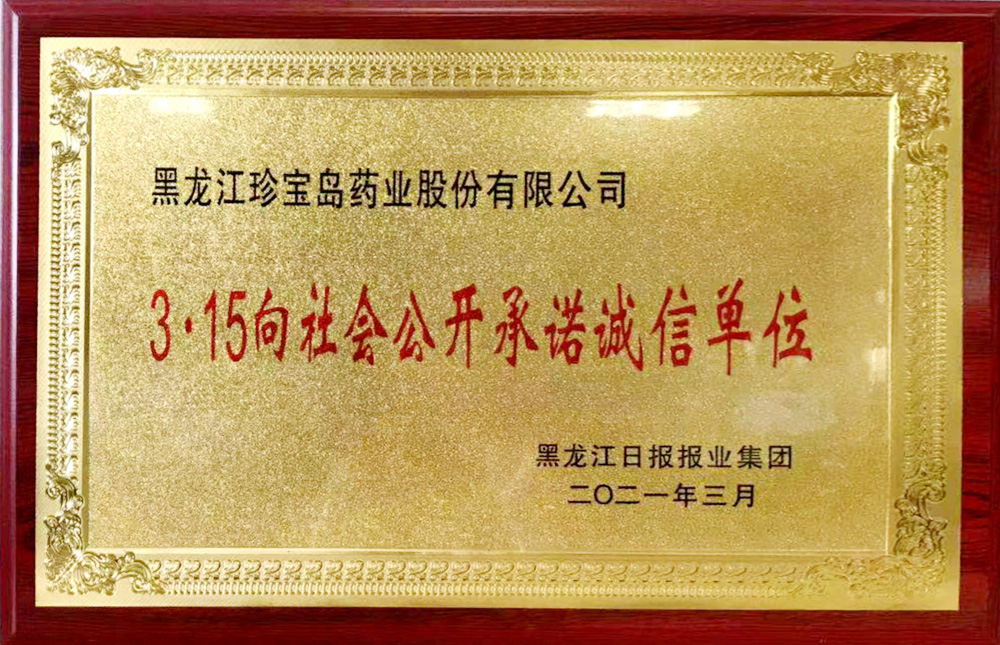 黑龙江珍宝岛药业股份有限公司
3·15向社会公开承诺诚信单位
黑龙江日报报业集团
二〇二一年三月